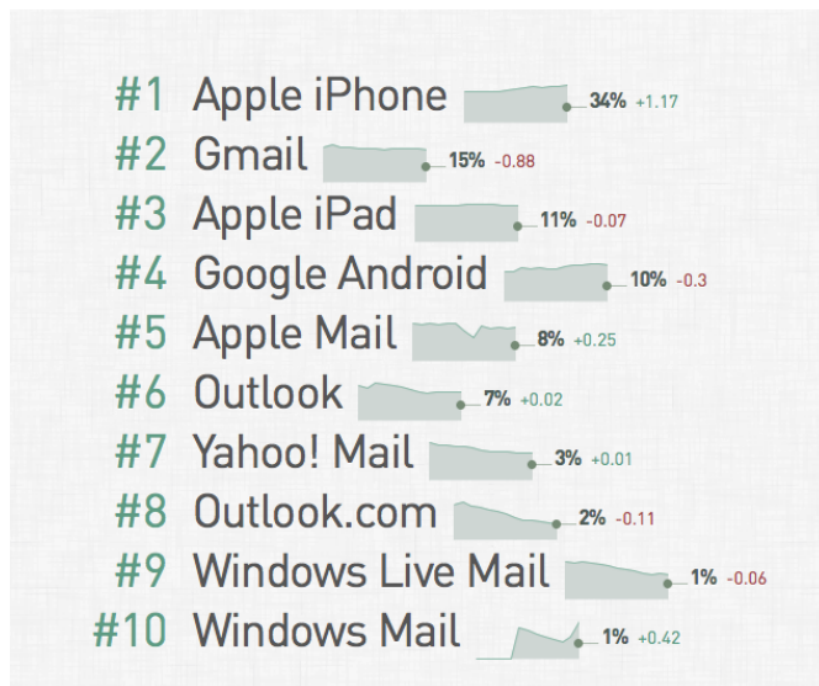 #1 Apple iPhone 34% +1.17
#2 Gmail 15% -0.88
#3 Apple iPad 11% -0.07
#4 Google Android 10% -0.3
#5 Apple Mail 8% +0.25
#6 Outlook 7% +0.02
#7 Yahoo! Mail 3% +0.01
#8 Outlook.com 2% -0.11
#9 Windows Live Mail 1% -0.06
#10 Windows Mail 1% +0.42